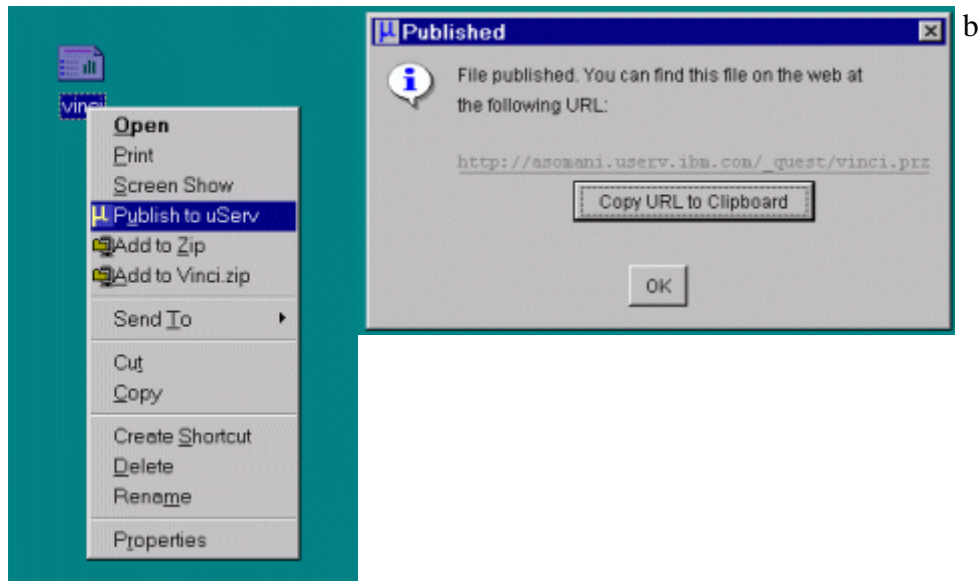 vinci
Open
Print
Screen Show
µ Publish to uServ
Add to Zip
Add to Vinci.zip
Send To
Cut
Copy
Create Shortcut
Delete
Rename
Properties
µ Published
File published. You can find this file on the web at
the following URL:
http://asomani.userv.ibm.com/_quest/vinci.prz
Copy URL to Clipboard
OK
b